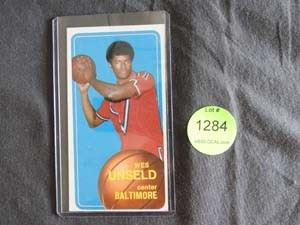 WES
UNSELD
center
BALTIMORE
Lot #
1284